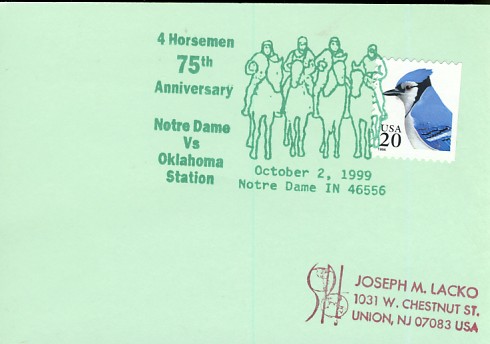 4 Horsemen
75th
Anniversary
Notre Dame
Vs
Oklahoma
Station
October 2, 1999
Notre Dame IN 46556
USA
20
JOSEPH M. LACKO
1031 W. CHESTNUT ST.
UNION, NJ 07083 USA